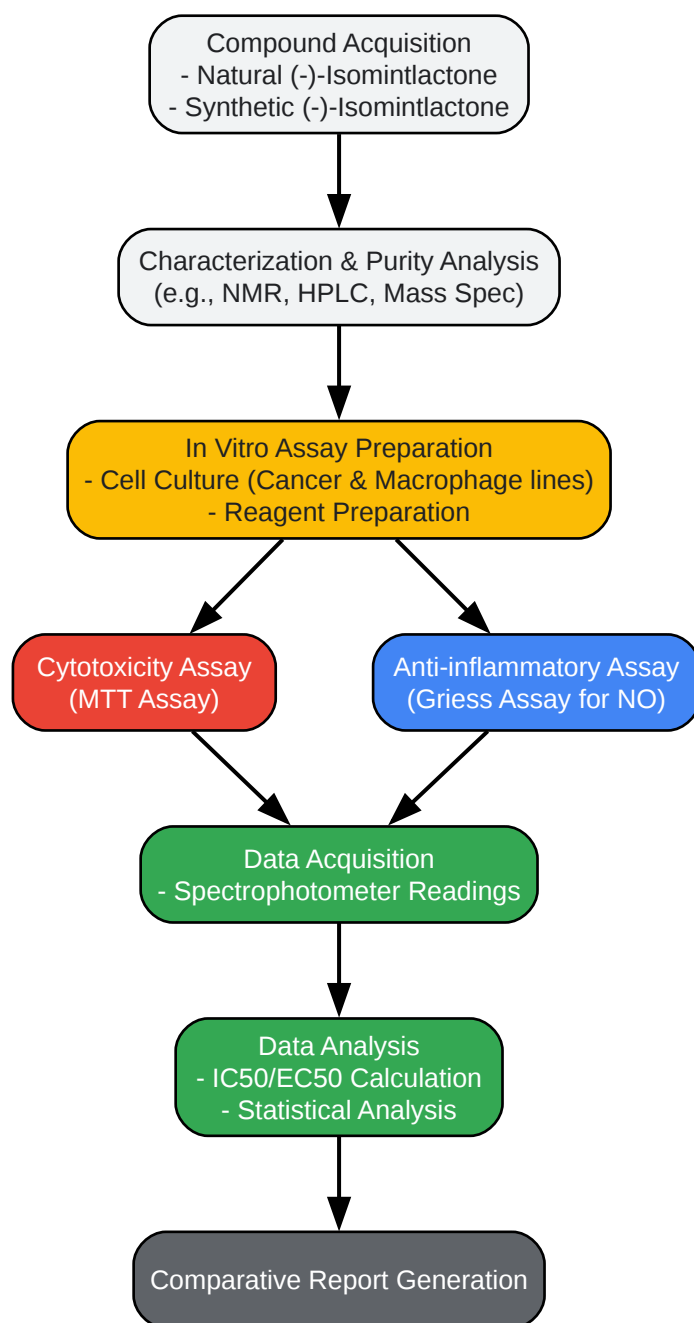 Compound Acquisition
- Natural (-)-Isomintlactone
- Synthetic (-)-Isomintlactone
Characterization & Purity Analysis
(e.g., NMR, HPLC, Mass Spec)
In Vitro Assay Preparation
- Cell Culture (Cancer & Macrophage lines)
- Reagent Preparation
Cytotoxicity Assay
(MTT Assay)
Anti-inflammatory Assay
(Griess Assay for NO)
Data Acquisition
- Spectrophotometer Readings
Data Analysis
- IC50/EC50 Calculation
- Statistical Analysis
Comparative Report Generation